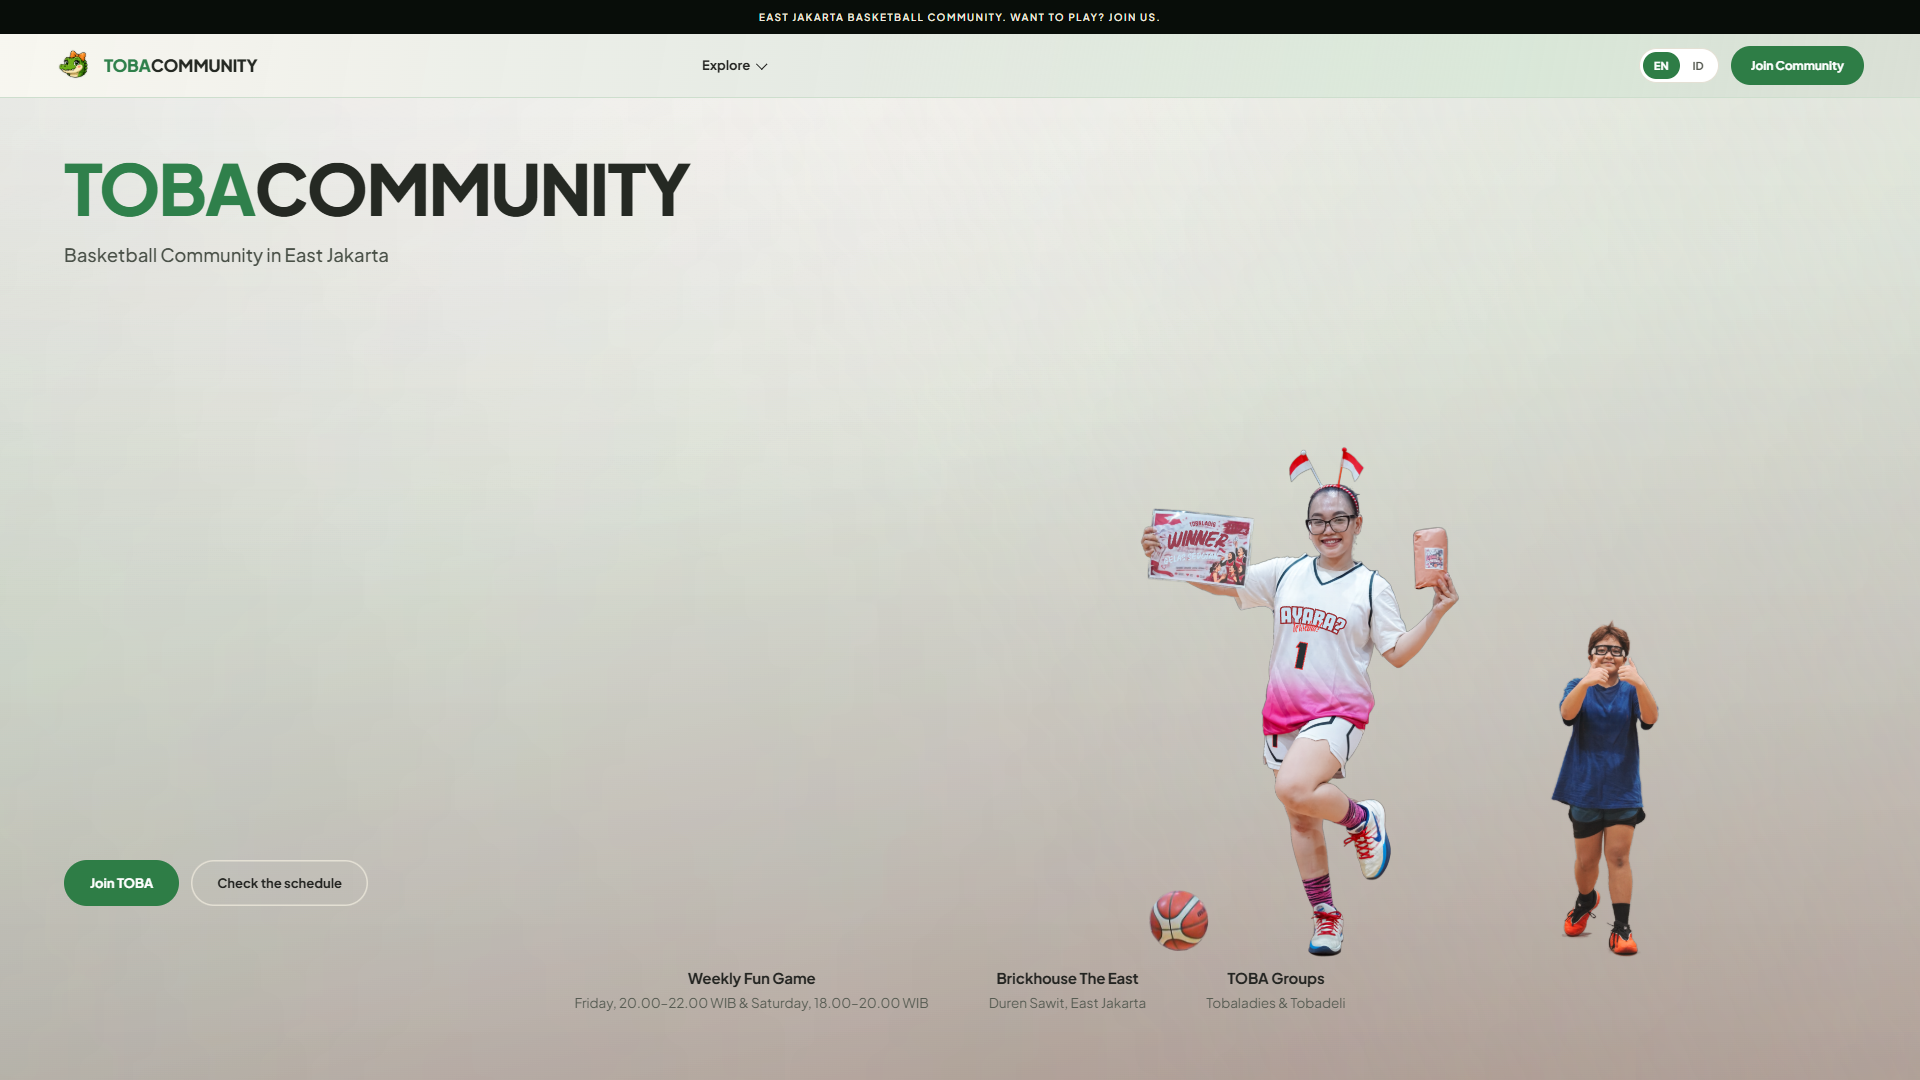 EAST JAKARTA BASKETBALL COMMUNITY. WANT TO PLAY? JOIN US.
TOBACOMMUNITY
Explore
EN
ID
Join Community
TOBACOMMUNITY
Basketball Community in East Jakarta
WINNER
AYARA?
1
Join TOBA
Check the schedule
Weekly Fun Game
Friday, 20.00–22.00 WIB & Saturday, 18.00–20.00 WIB
Brickhouse The East
Duren Sawit, East Jakarta
TOBA Groups
Tobaladies & Tobadeli